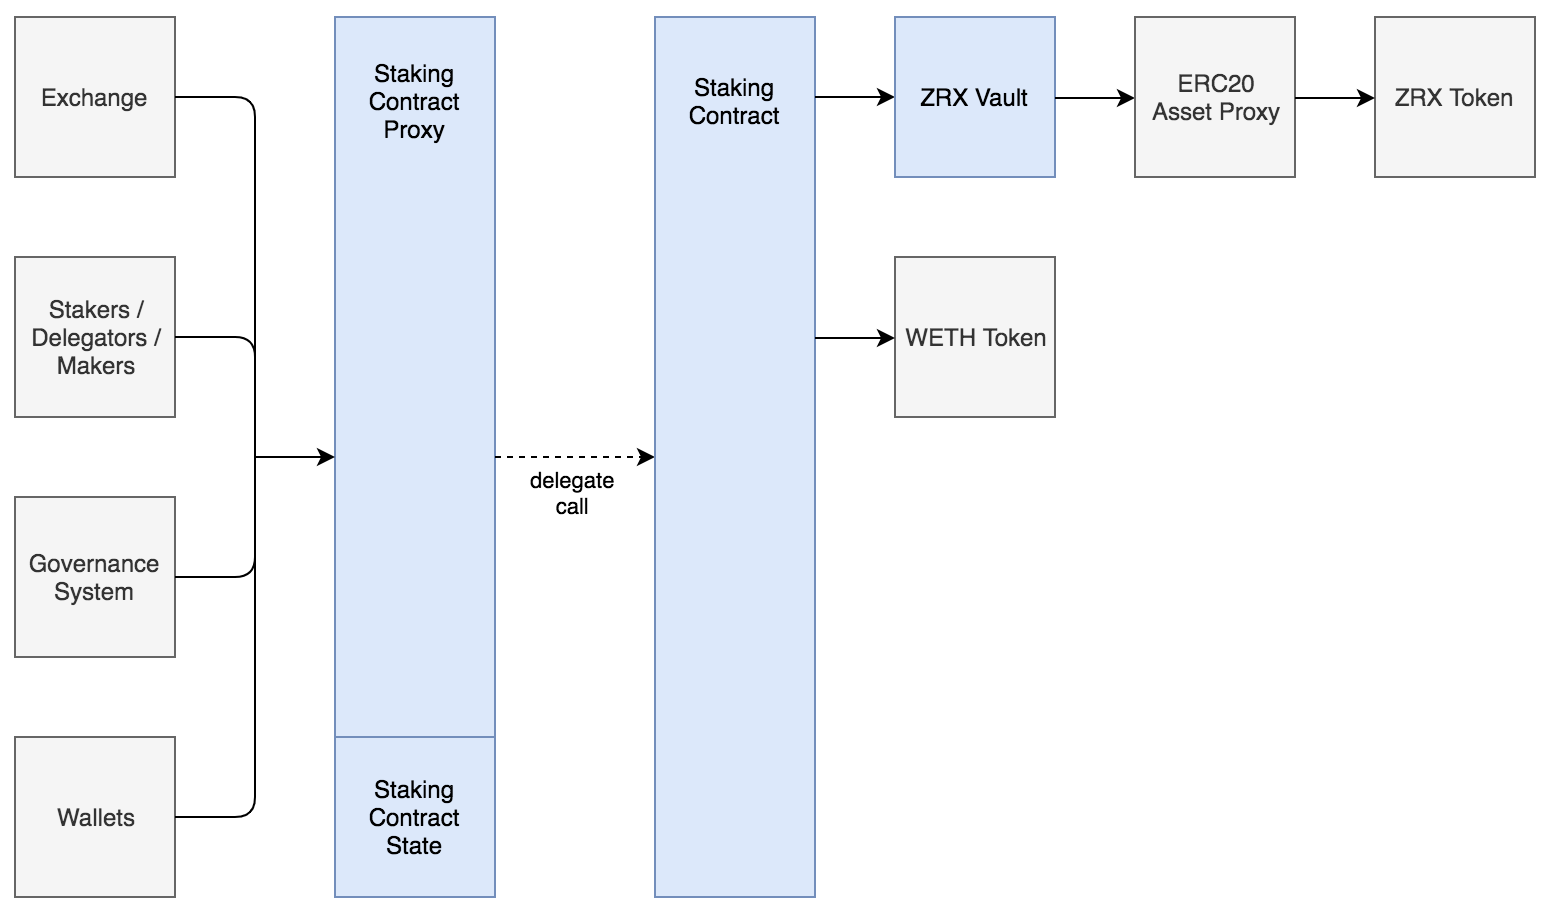 Exchange
Staking
Contract
Proxy
Staking
Contract
ZRX Vault
ERC20
Asset Proxy
ZRX Token
Stakers /
Delegators /
Makers
WETH Token
delegate
call
Governance
System
Wallets
Staking
Contract
State